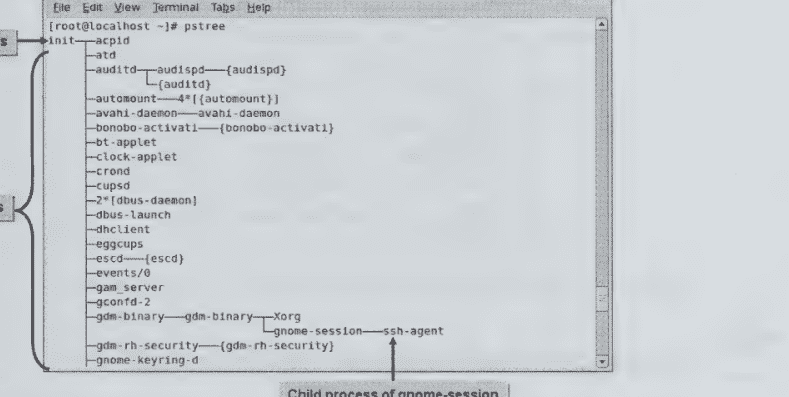 File Edit View Terminal Tabs Help
[root@localhost ~]# pstree
init─┬─acpid
├─atd
├─auditd─┬─audispd───{audispd}
│ └─{auditd}
├─automount───4*[{automount}]
├─avahi-daemon───avahi-daemon
├─bonobo-activati───{bonobo-activati}
├─bt-applet
├─clock-applet
├─crond
├─cupsd
├─2*[dbus-daemon]
├─dbus-launch
├─dhclient
├─eggcups
├─escd───{escd}
├─events/0
├─gam_server
├─gconfd-2
├─gdm-binary───gdm-binary─┬─Xorg
│ └─gnome-session───ssh-agent
├─gdm-rh-security───{gdm-rh-security}
├─gnome-keyring-d
Child process of gnome-session